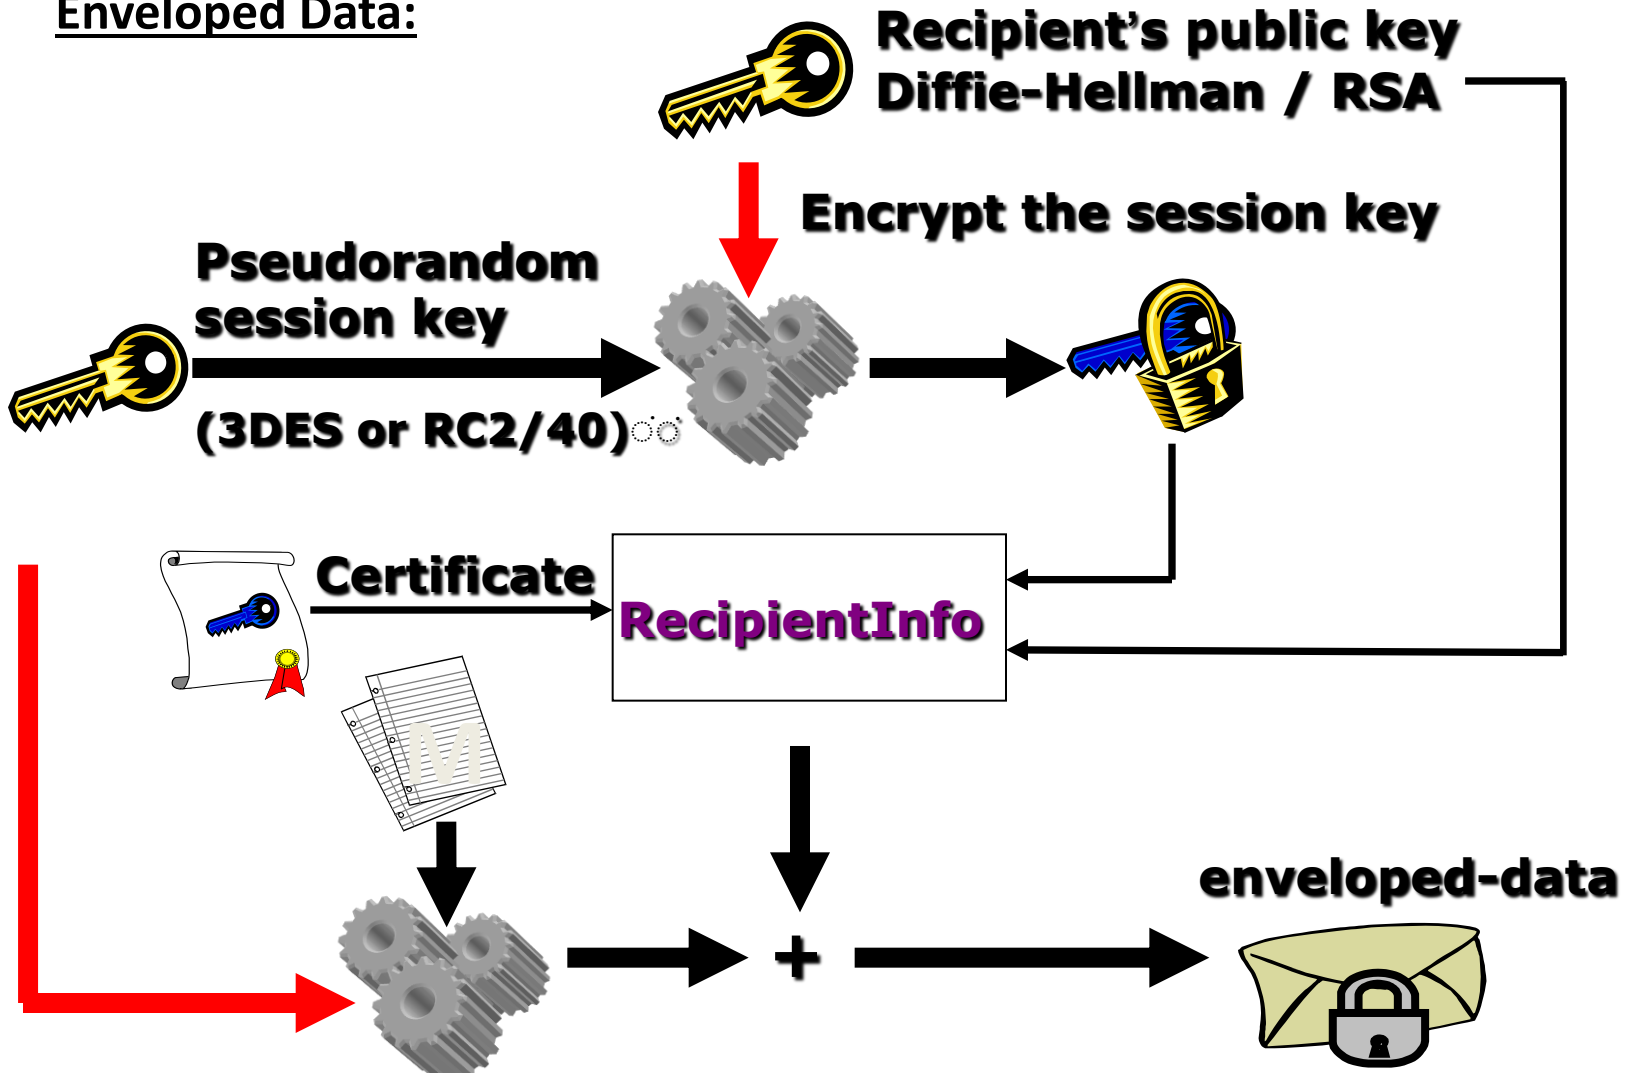 Enveloped Data:
Recipient's public key
Diffie-Hellman / RSA
Encrypt the session key
Pseudorandom
session key
(3DES or RC2/40)
Certificate
RecipientInfo
M
+
enveloped-data